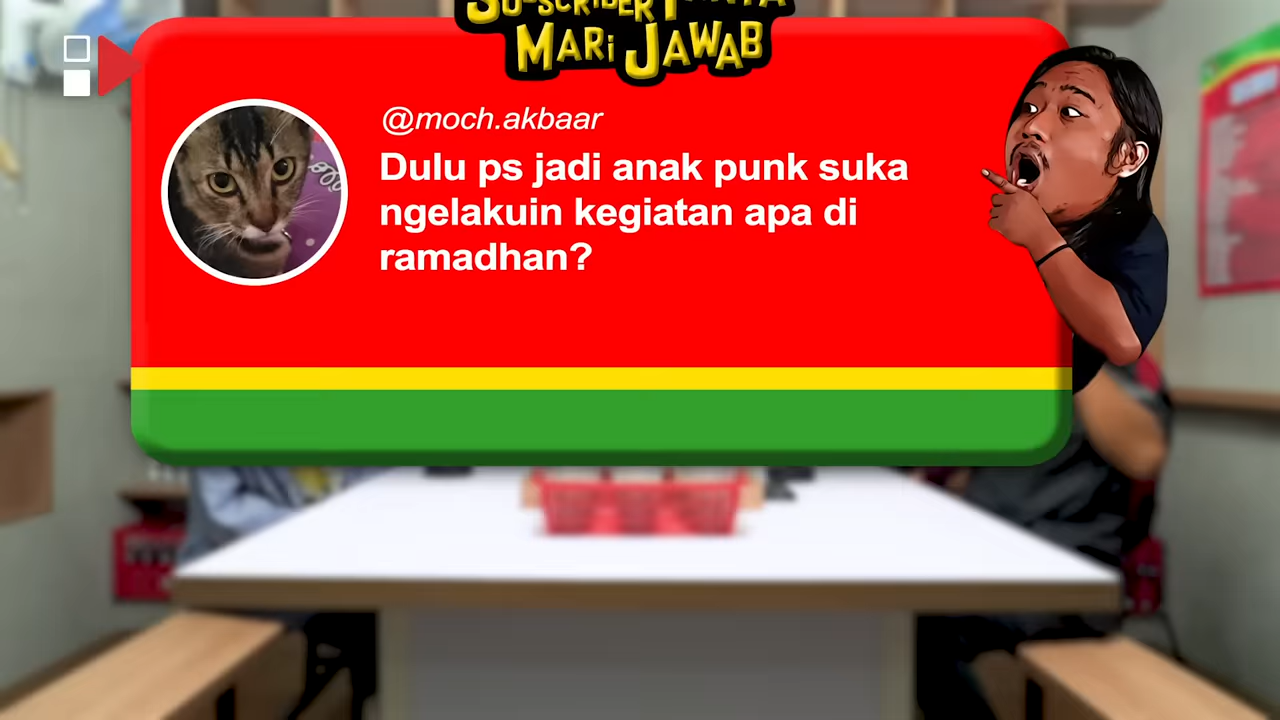 MARi JAWAB
@moch.akbaar
Dulu ps jadi anak punk suka
ngelakuin kegiatan apa di
ramadhan?